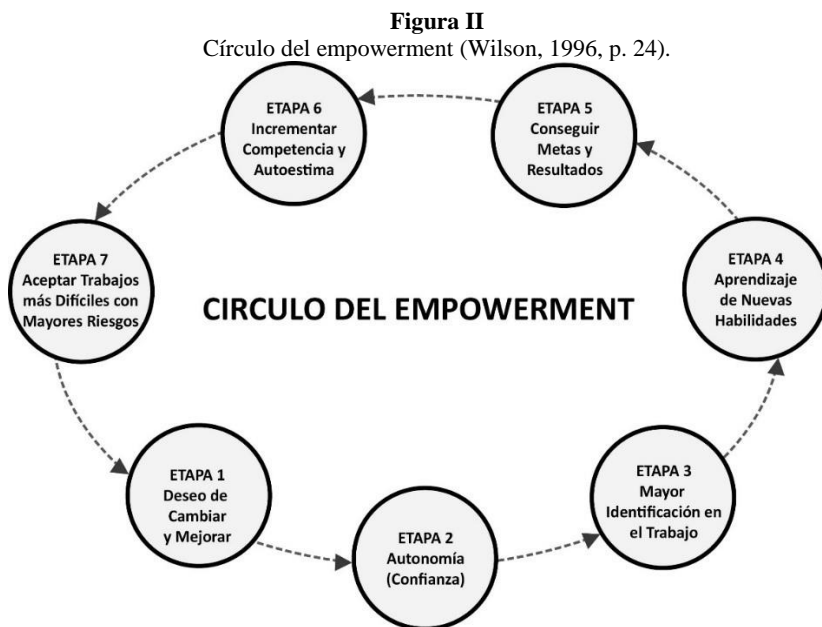 Figura II
Círculo del empowerment (Wilson, 1996, p. 24).
ETAPA 6
Incrementar
Competencia y
Autoestima
ETAPA 5
Conseguir
Metas y
Resultados
ETAPA 7
Aceptar Trabajos
más Difíciles con
Mayores Riesgos
CIRCULO DEL EMPOWERMENT
ETAPA 4
Aprendizaje
de Nuevas
Habilidades
ETAPA 1
Deseo de
Cambiar
y Mejorar
ETAPA 2
Autonomía
(Confianza)
ETAPA 3
Mayor
Identificación en
el Trabajo